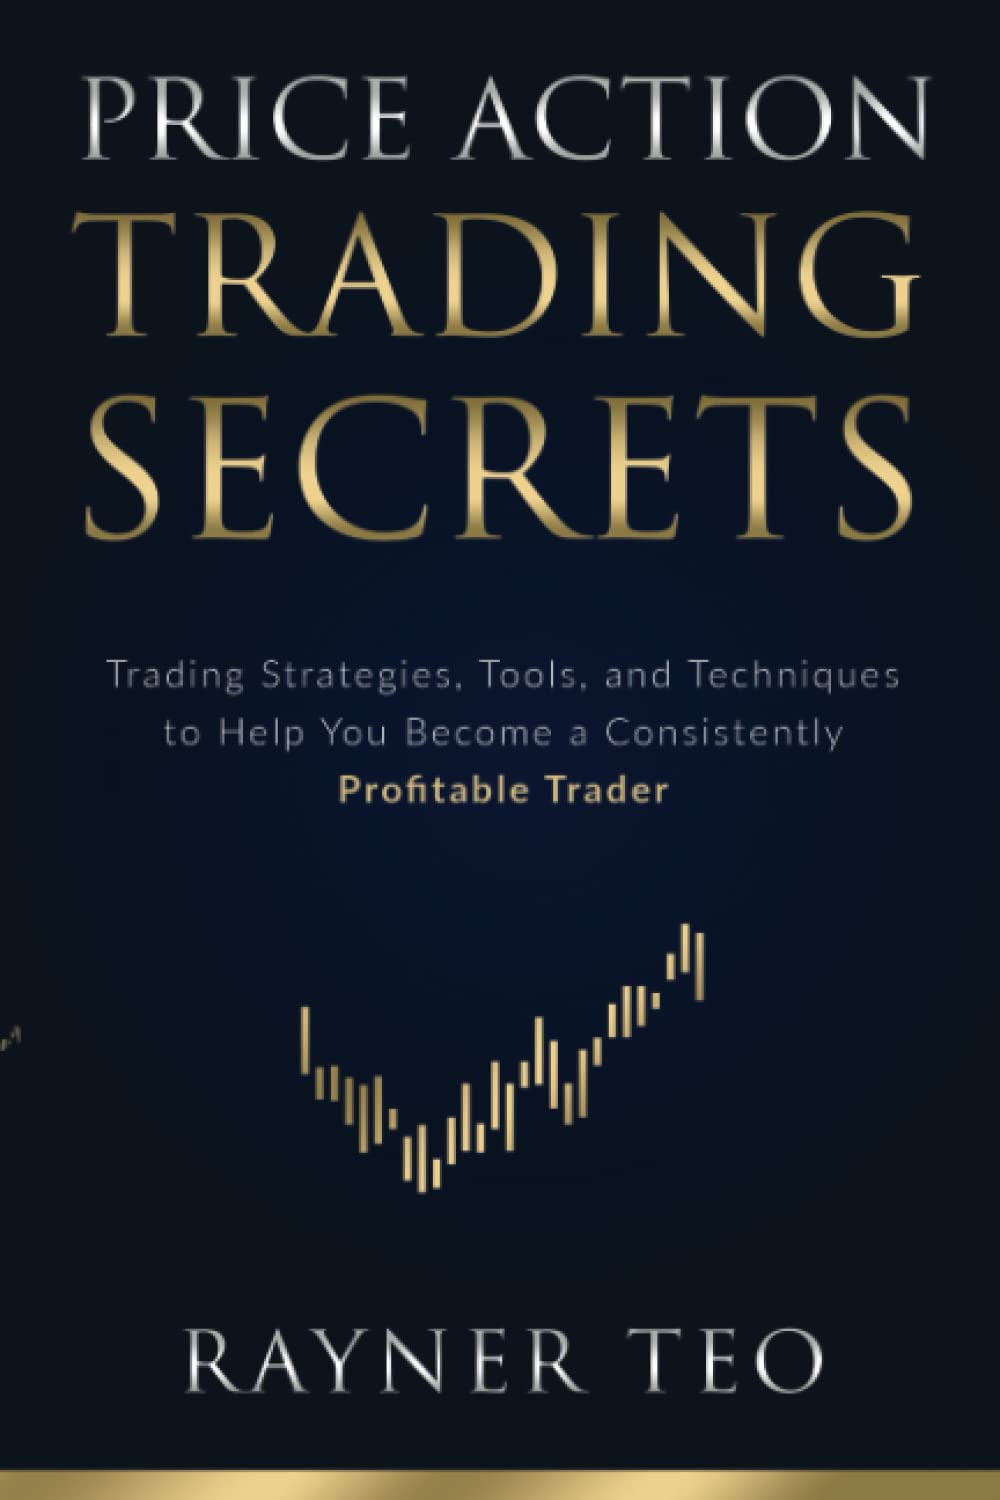 PRICE ACTION
TRADING
SECRETS
Trading Strategies, Tools, and Techniques
to Help You Become a Consistently
Profitable Trader
RAYNER TEO